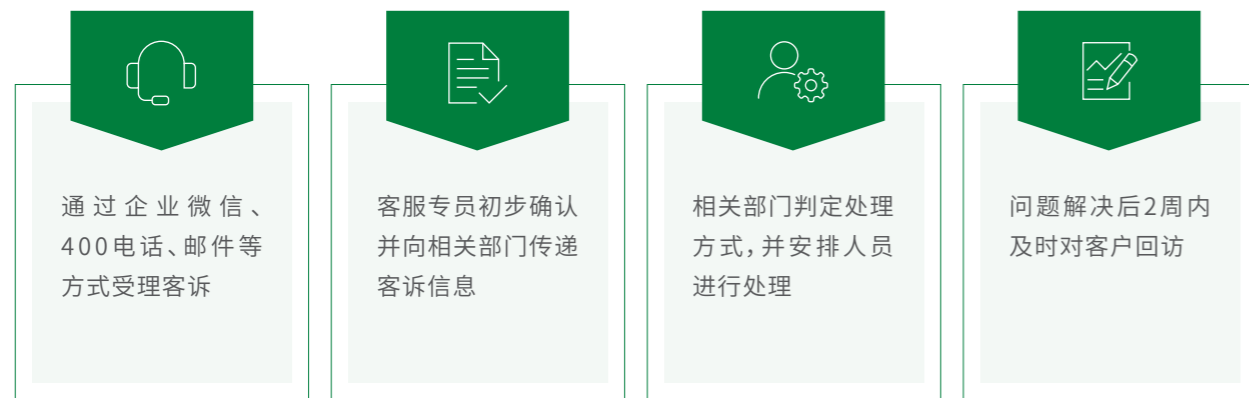 通过企业微信、
400电话、邮件等
方式受理客诉
客服专员初步确认
并向相关部门传递
客诉信息
相关部门判定处理
方式，并安排人员
进行处理
问题解决后2周内
及时对客户回访